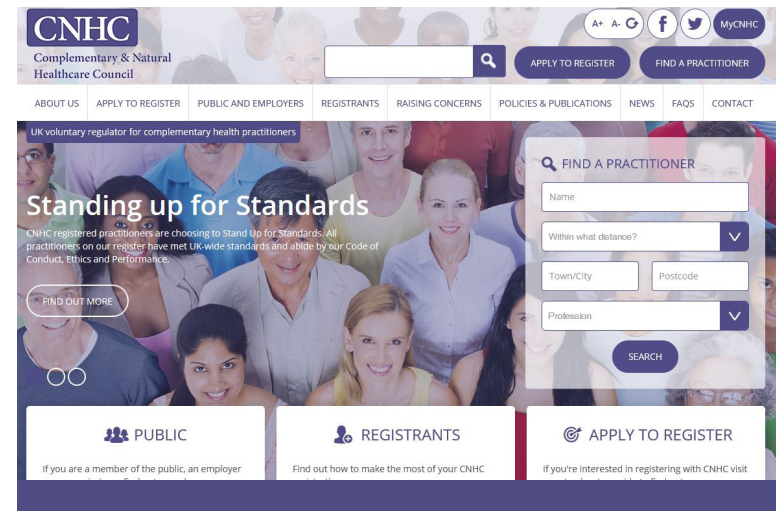 CNHC
Complementary & Natural
Healthcare Council
A+ A-
MyCNHC
APPLY TO REGISTER
FIND A PRACTITIONER
ABOUT US
APPLY TO REGISTER
PUBLIC AND EMPLOYERS
REGISTRANTS
RAISING CONCERNS
POLICIES & PUBLICATIONS
NEWS
FAQS
CONTACT
UK voluntary regulator for complementary health practitioners
Standing up for Standards
CNHC registered practitioners are choosing to Stand Up for Standards. All
practitioners on our register have met UK-wide standards and abide by our Code of
Conduct, Ethics and Performance.
FIND OUT MORE
FIND A PRACTITIONER
Name
Within what distance?
Town/City
Postcode
Profession
SEARCH
PUBLIC
If you are a member of the public, an employer
REGISTRANTS
Find out how to make the most of your CNHC
APPLY TO REGISTER
If you're interested in registering with CNHC visit